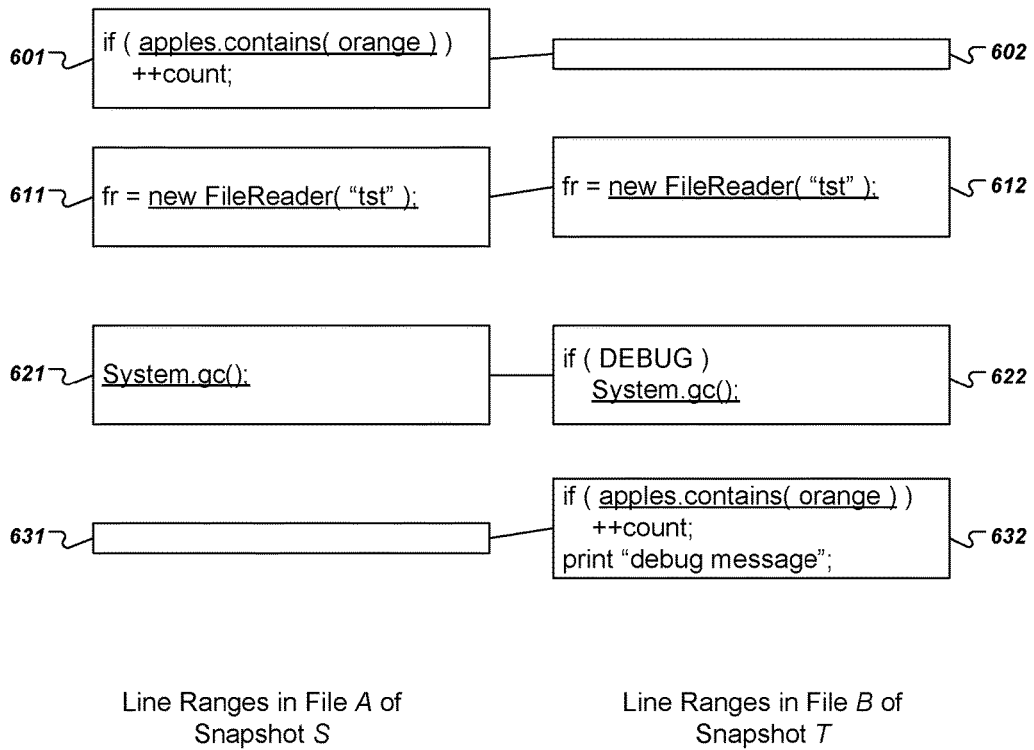 601
if ( apples.contains( orange ) )
++count;
602
611
fr = new FileReader( “tst” );
fr = new FileReader( “tst” );
612
621
System.gc();
if ( DEBUG )
System.gc();
622
631
if ( apples.contains( orange ) )
++count;
print “debug message”;
632
Line Ranges in File A of
Snapshot S
Line Ranges in File B of
Snapshot T